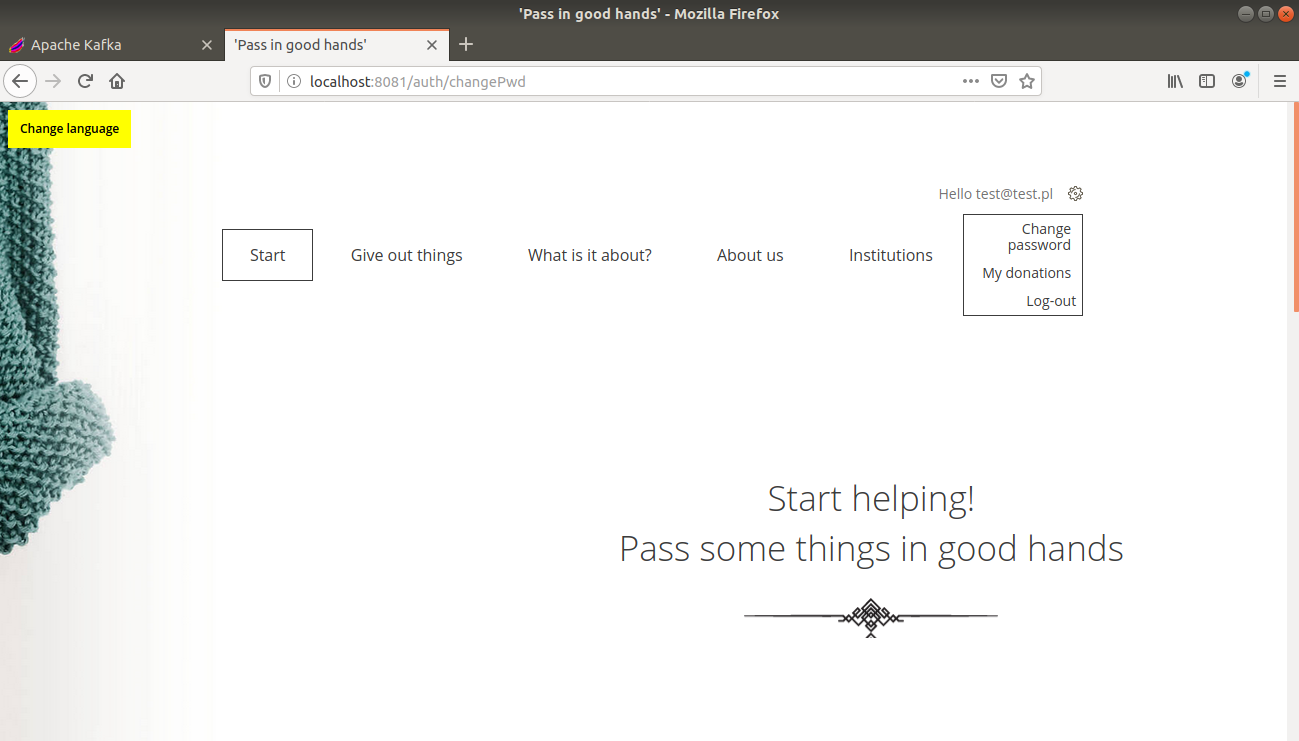 'Pass in good hands' - Mozilla Firefox
Apache Kafka
'Pass in good hands'
localhost:8081/auth/changePwd
Change language
Hello test@test.pl
Start
Give out things
What is it about?
About us
Institutions
Change
password
My donations
Log-out
Start helping!
Pass some things in good hands